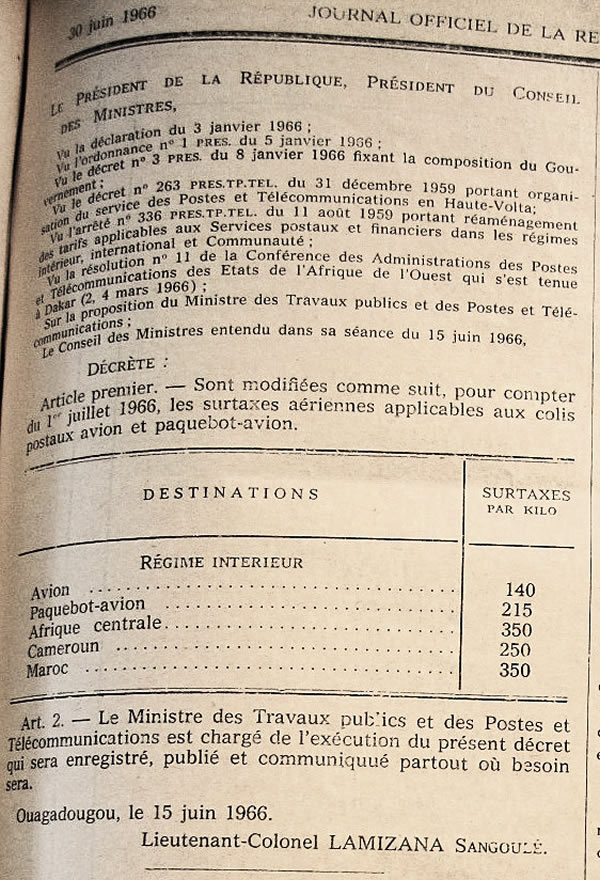 30 juin 1966
JOURNAL OFFICIEL DE LA RE
LE PRÉSIDENT DE LA RÉPUBLIQUE, PRÉSIDENT DU CONSEIL
DES MINISTRES,
Vu la déclaration du 3 janvier 1966 ;
Vu l'ordonnance n° 1 PRES. du 5 janvier 1966 ;
Vu le décret n° 3 PRES. du 8 janvier 1966 fixant la composition du Gou-
vernement ;
Vu le décret n° 263 PRES.TP.TEL. du 31 décembre 1959 portant organi-
sation du service des Postes et Télécommunications en Haute-Volta;
Vu l'arrêté n° 336 PRES.TP.TEL. du 11 août 1959 portant réaménagement
des tarifs applicables aux Services postaux et financiers dans les régimes
intérieur, international et Communauté ;
Vu la résolution n° 11 de la Conférence des Administrations des Postes
et Télécommunications des Etats de l'Afrique de l'Ouest qui s'est tenue
à Dakar (2, 4 mars 1966) ;
Sur la proposition du Ministre des Travaux publics et des Postes et Télé-
communications ;
Le Conseil des Ministres entendu dans sa séance du 15 juin 1966,
DÉCRÈTE :
Article premier. — Sont modifiées comme suit, pour compter
du 1er juillet 1966, les surtaxes aériennes applicables aux colis
postaux avion et paquebot-avion.
DESTINATIONS
SURTAXES
PAR KILO
RÉGIME INTERIEUR
Avion .......... 140
Paquebot-avion .......... 215
Afrique centrale .......... 350
Cameroun .......... 250
Maroc .......... 350
Art. 2. — Le Ministre des Travaux publics et des Postes et
Télécommunications est chargé de l'exécution du présent décret
qui sera enregistré, publié et communiquué partout où besoin
sera.
Ouagadougou, le 15 juin 1966.
Lieutenant-Colonel LAMIZANA SANGOULÉ.